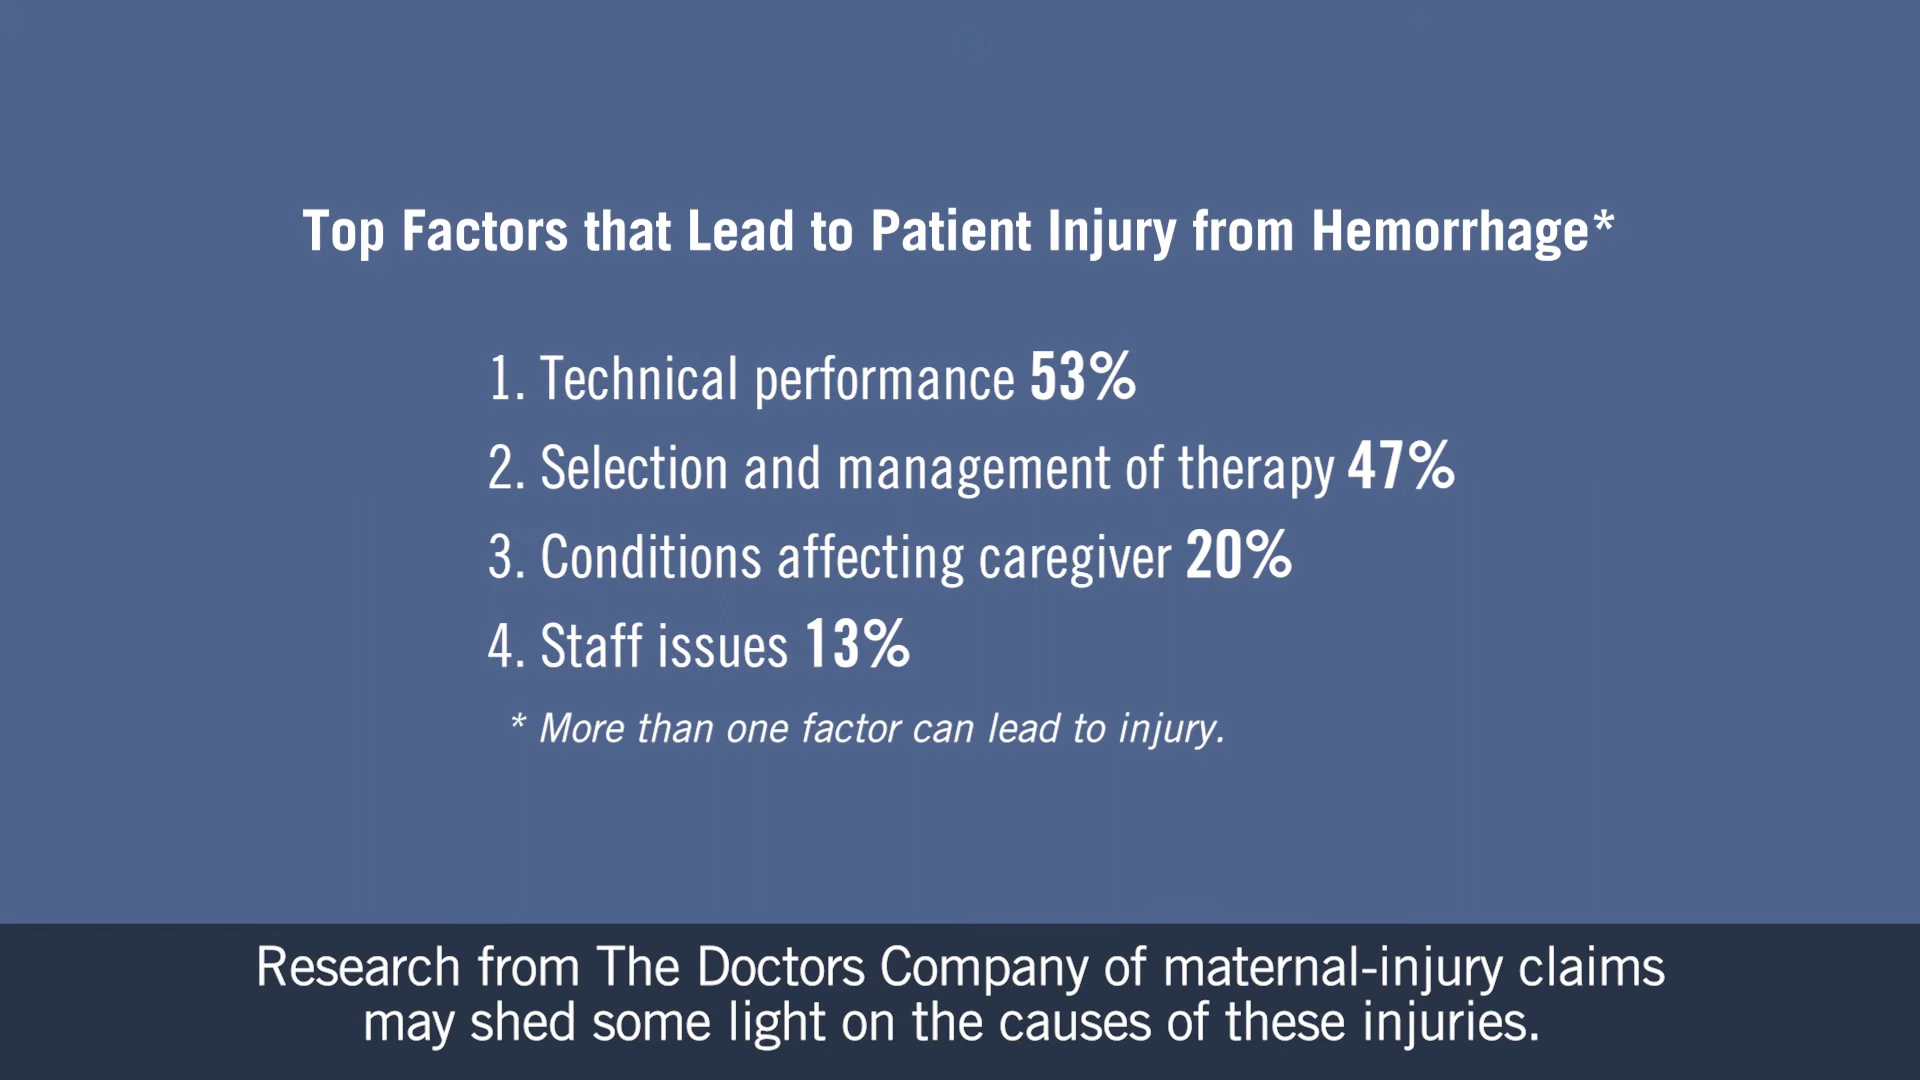 Top Factors that Lead to Patient Injury from Hemorrhage*
1. Technical performance 53%
2. Selection and management of therapy 47%
3. Conditions affecting caregiver 20%
4. Staff issues 13%
* More than one factor can lead to injury.
Research from The Doctors Company of maternal-injury claims
may shed some light on the causes of these injuries.